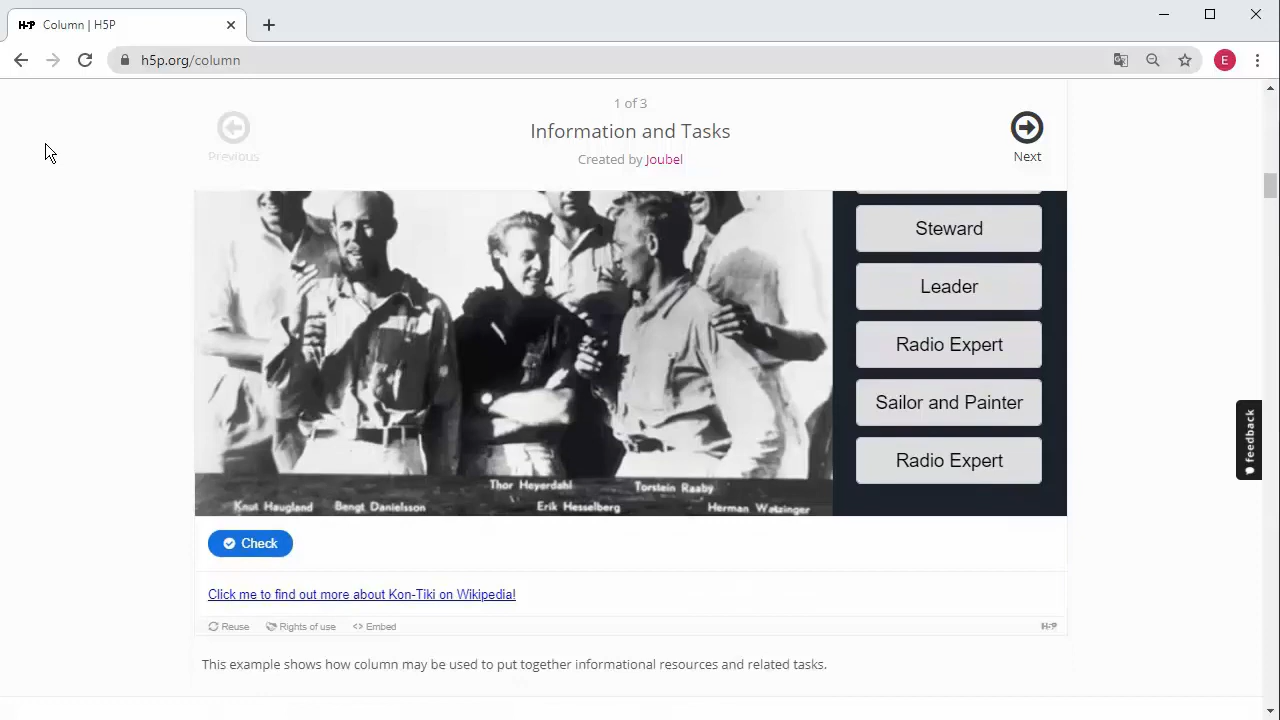 H-P Column | H5P
h5p.org/column
E
1 of 3
Information and Tasks
Previous
Created by Joubel
Next
Steward
Leader
Radio Expert
Sailor and Painter
Radio Expert
Thor Heyerdahl
Torstein Raaby
Knut Haugland
Bengt Danielsson
Erik Hesselberg
Herman Watzinger
Check
Click me to find out more about Kon-Tiki on Wikipedia!
Reuse Rights of use Embed H-P
This example shows how column may be used to put together informational resources and related tasks.
feedback